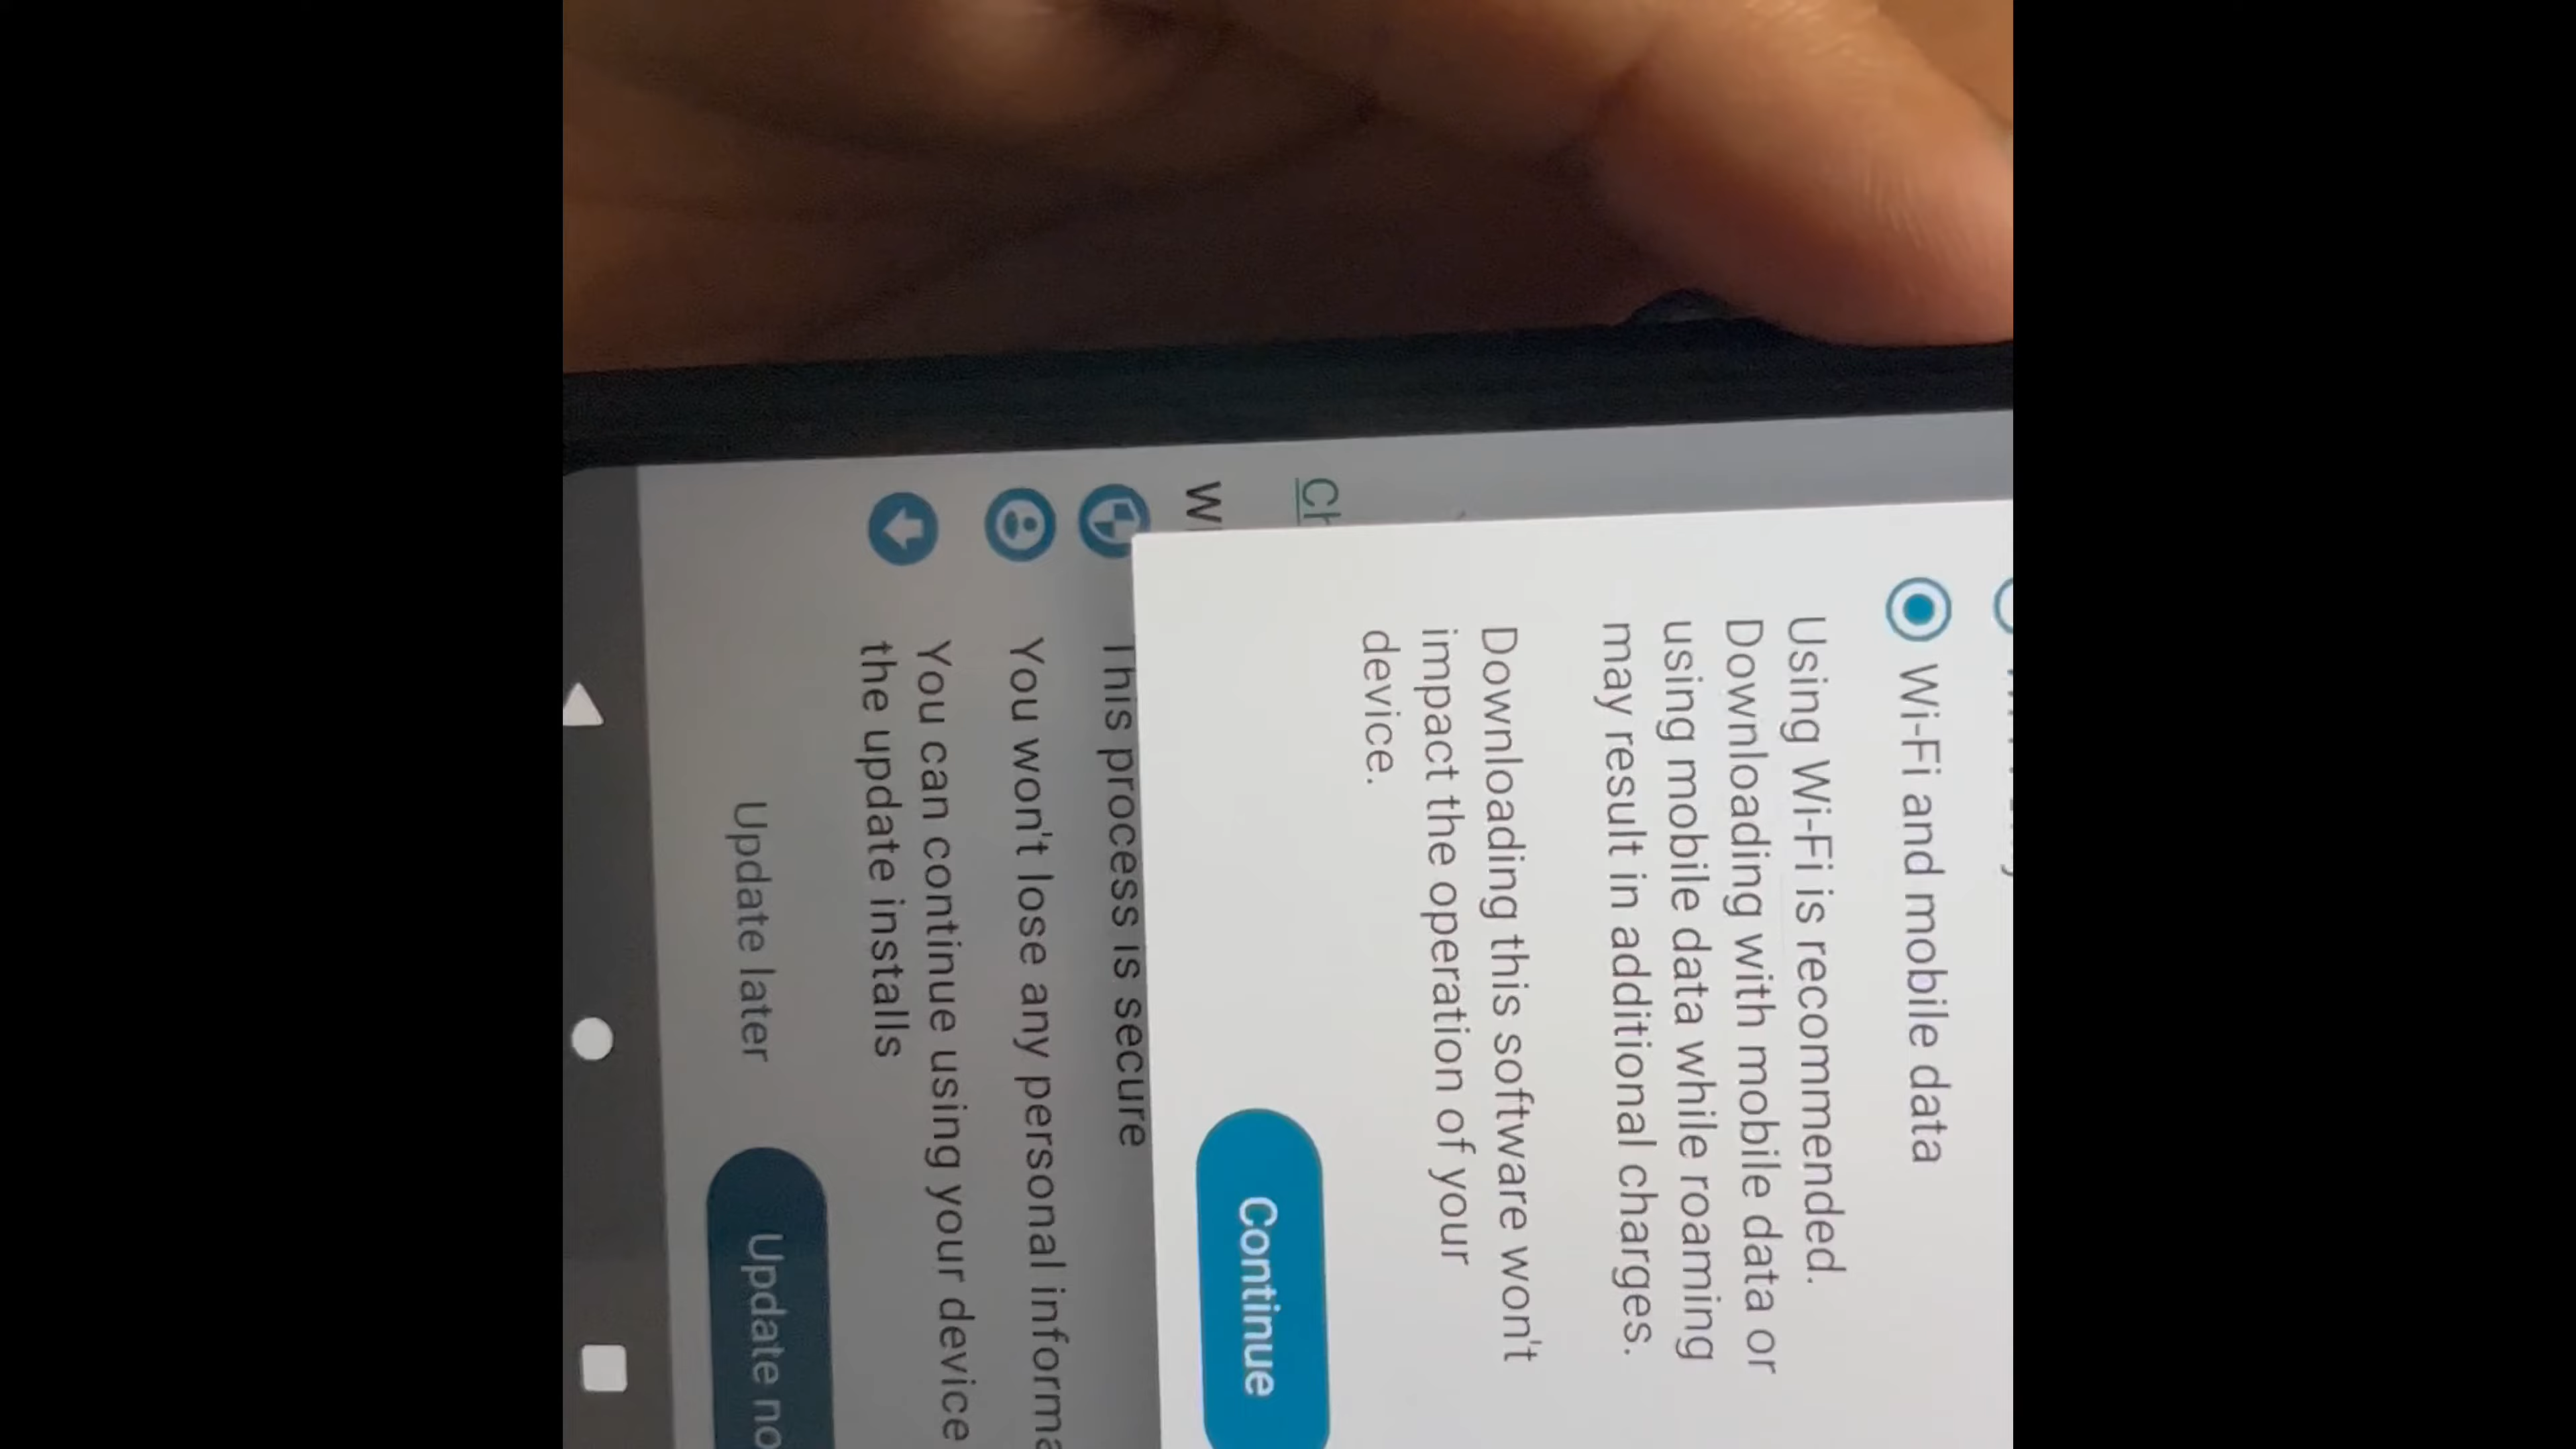 Wi-Fi and mobile data
Using Wi-Fi is recommended.
Downloading with mobile data or
using mobile data while roaming
may result in additional charges.
Downloading this software won't
impact the operation of your
device.
Continue
This process is secure
You won't lose any personal
You can continue using your device
the update installs
Update later
Update